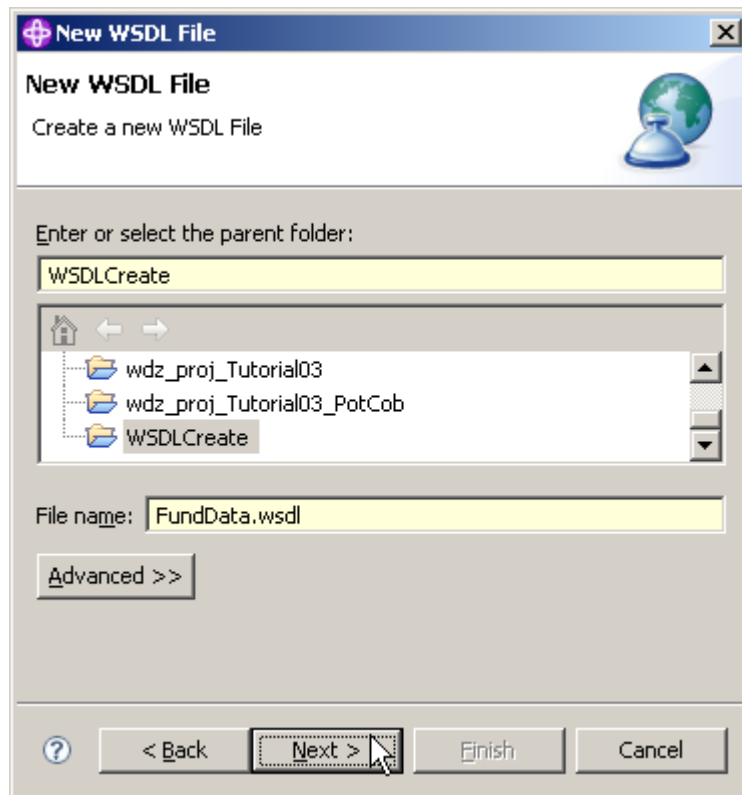 New WSDL File
New WSDL File
Create a new WSDL File
Enter or select the parent folder:
WSDLCreate
wdz_proj_Tutorial03
wdz_proj_Tutorial03_PotCob
WSDLCreate
File name: FundData.wsdl
Advanced >>
? < Back Next > Finish Cancel